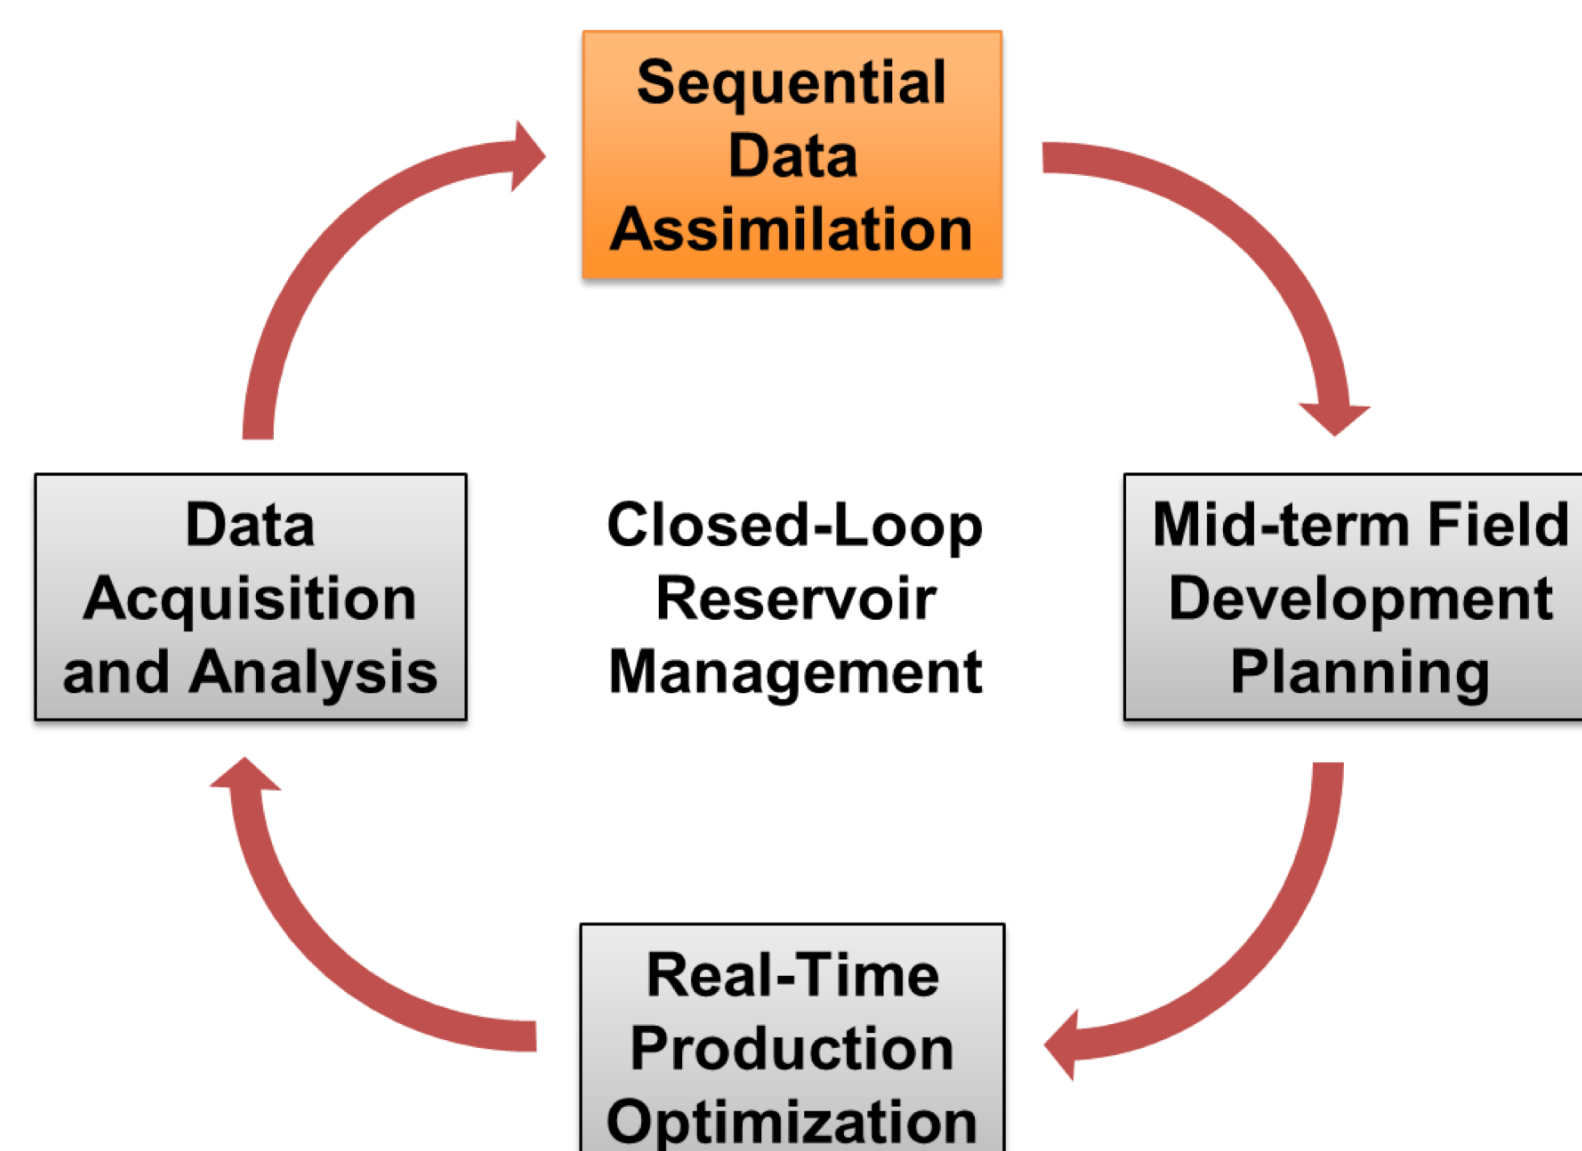 Sequential
Data
Assimilation
Data
Acquisition
and Analysis
Closed-Loop
Reservoir
Management
Mid-term Field
Development
Planning
Real-Time
Production
Optimization